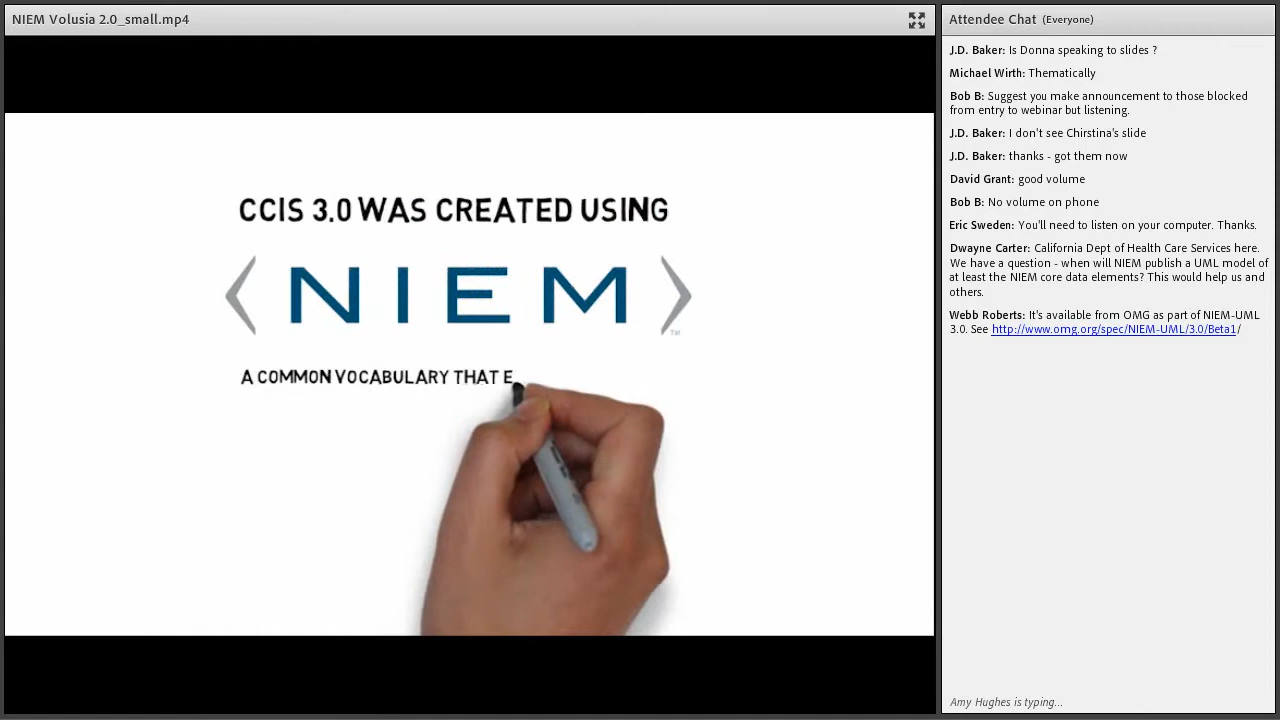 NIEM Volusia 2.0_small.mp4
CCIS 3.0 WAS CREATED USING
NIEM
TM
A COMMON VOCABULARY THAT E
Attendee Chat (Everyone)
J.D. Baker: Is Donna speaking to slides ?
Michael Wirth: Thematically
Bob B: Suggest you make announcement to those blocked
from entry to webinar but listening.
J.D. Baker: I don't see Chirstina's slide
J.D. Baker: thanks - got them now
David Grant: good volume
Bob B: No volume on phone
Eric Sweden: You'll need to listen on your computer. Thanks.
Dwayne Carter: California Dept of Health Care Services here.
We have a question - when will NIEM publish a UML model of
at least the NIEM core data elements? This would help us and
others.
Webb Roberts: It's available from OMG as part of NIEM-UML
3.0. See http://www.omg.org/spec/NIEM-UML/3.0/Beta1/
Amy Hughes is typing...